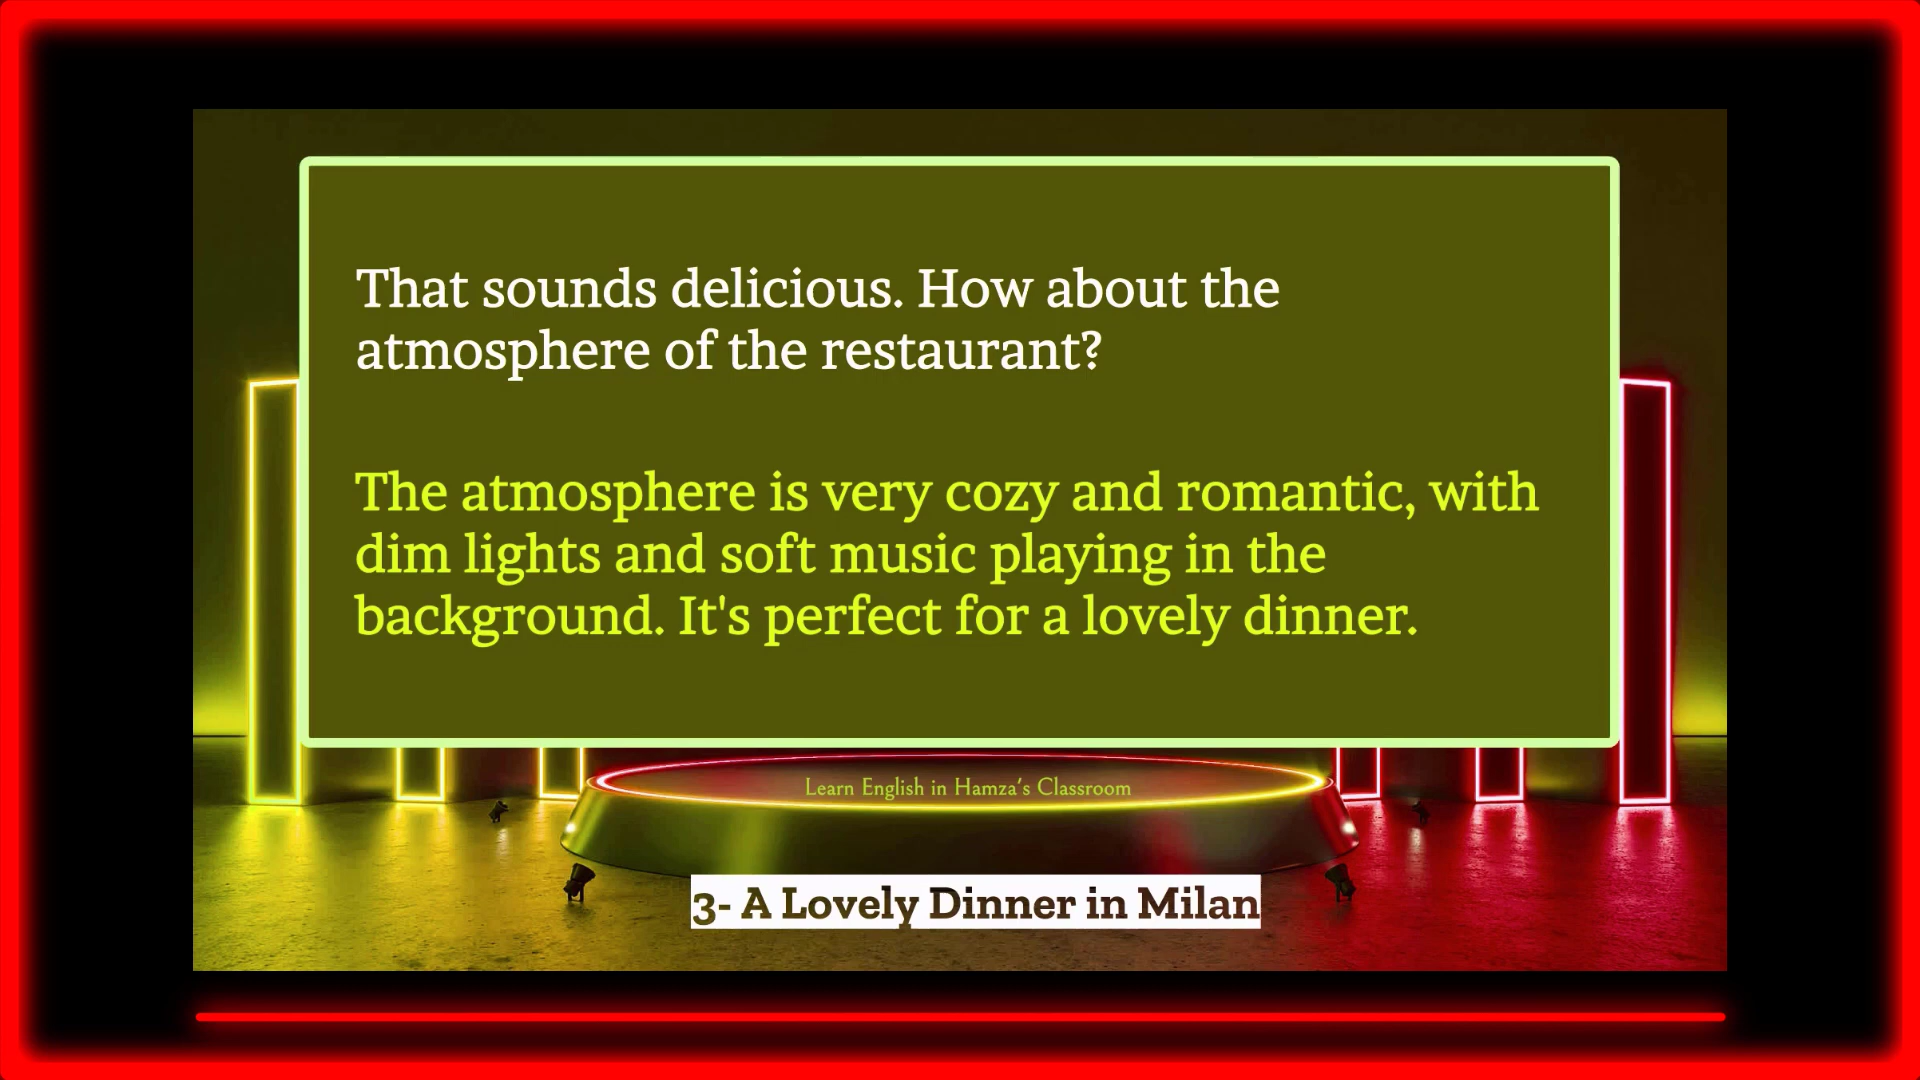 That sounds delicious. How about the
atmosphere of the restaurant?
The atmosphere is very cozy and romantic, with
dim lights and soft music playing in the
background. It's perfect for a lovely dinner.
Learn English in Hamza's Classroom
3- A Lovely Dinner in Milan